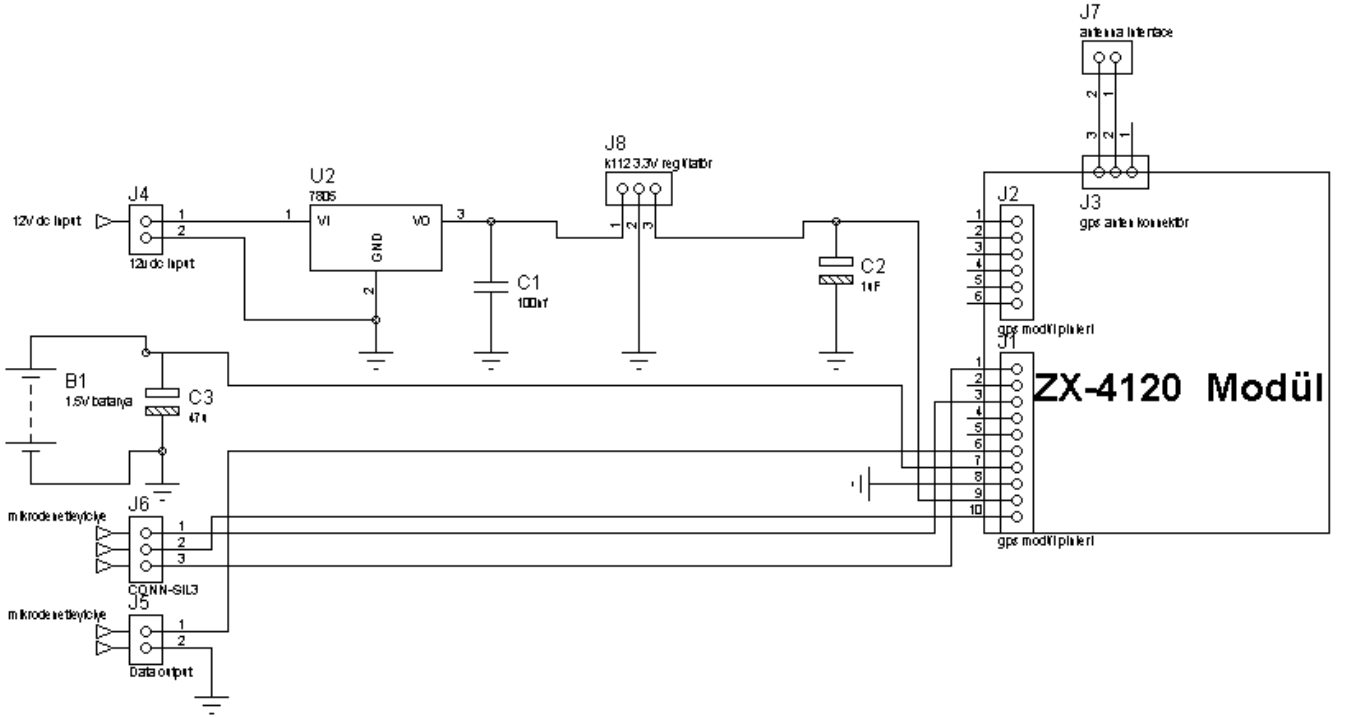 J7
antenna interface
2
1
3
2
1
J3
gps anten konnektör
J8
k112 3.3V regülatör
1
2
3
U2
7805
1
VI
VO
3
GND
2
J4
12V dc input
1
2
12v dc input
C1
100nf
C2
1uF
J2
1
2
3
4
5
6
gps modül pinleri
J1
1
2
3
4
5
6
7
8
9
10
gps modül pinleri
ZX-4120 Modül
B1
1.5V batarya
C3
47u
J6
mikrodenetleyiciye
1
2
3
CONN-SIL3
J5
mikrodenetleyiciye
1
2
Data output